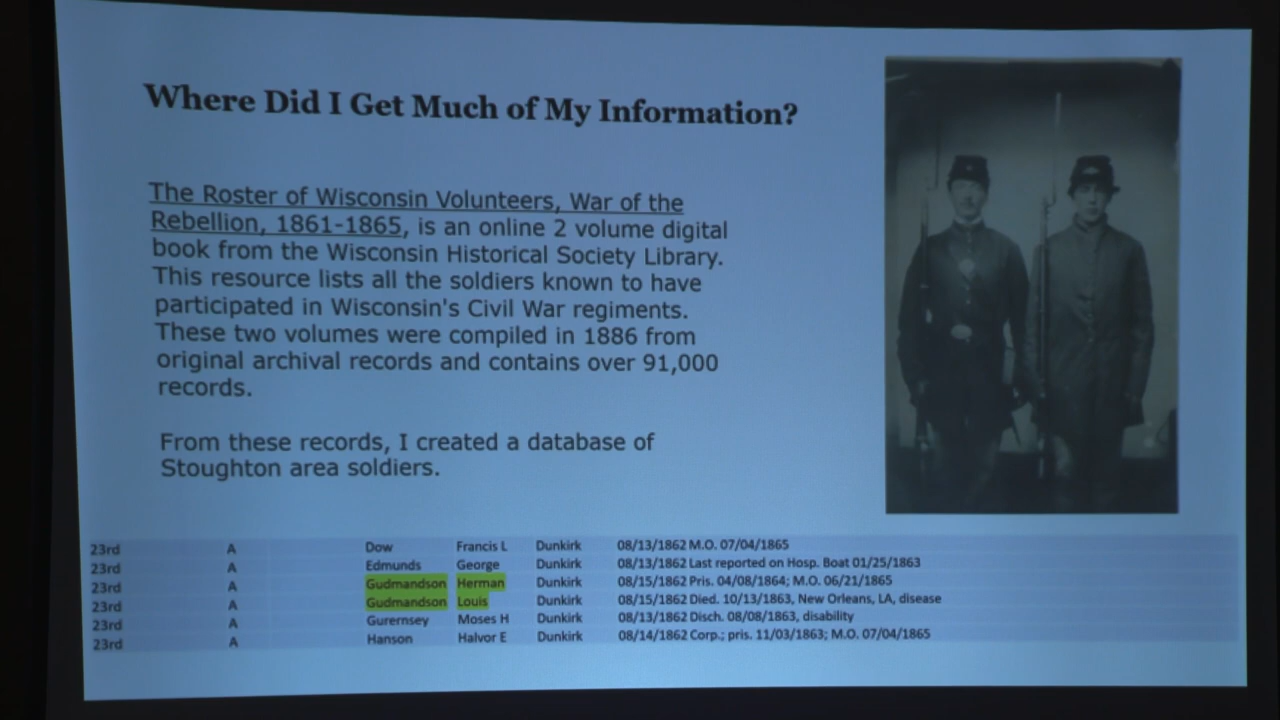 Where Did I Get Much of My Information?
The Roster of Wisconsin Volunteers, War of the
Rebellion, 1861-1865, is an online 2 volume digital
book from the Wisconsin Historical Society Library.
This resource lists all the soldiers known to have
participated in Wisconsin's Civil War regiments.
These two volumes were compiled in 1886 from
original archival records and contains over 91,000
records.
From these records, I created a database of
Stoughton area soldiers.
23rd A Dow Francis L Dunkirk 08/13/1862 M.O. 07/04/1865
23rd A Edmunds George Dunkirk 08/13/1862 Last reported on Hosp. Boat 01/25/1863
23rd A Gudmandson Herman Dunkirk 08/15/1862 Pris. 04/08/1864; M.O. 06/21/1865
23rd A Gudmandson Louis Dunkirk 08/15/1862 Died. 10/13/1863, New Orleans, LA, disease
23rd A Gurernsey Moses H Dunkirk 08/13/1862 Disch. 08/08/1863, disability
23rd A Hanson Halvor E Dunkirk 08/14/1862 Corp.; pris. 11/03/1863; M.O. 07/04/1865